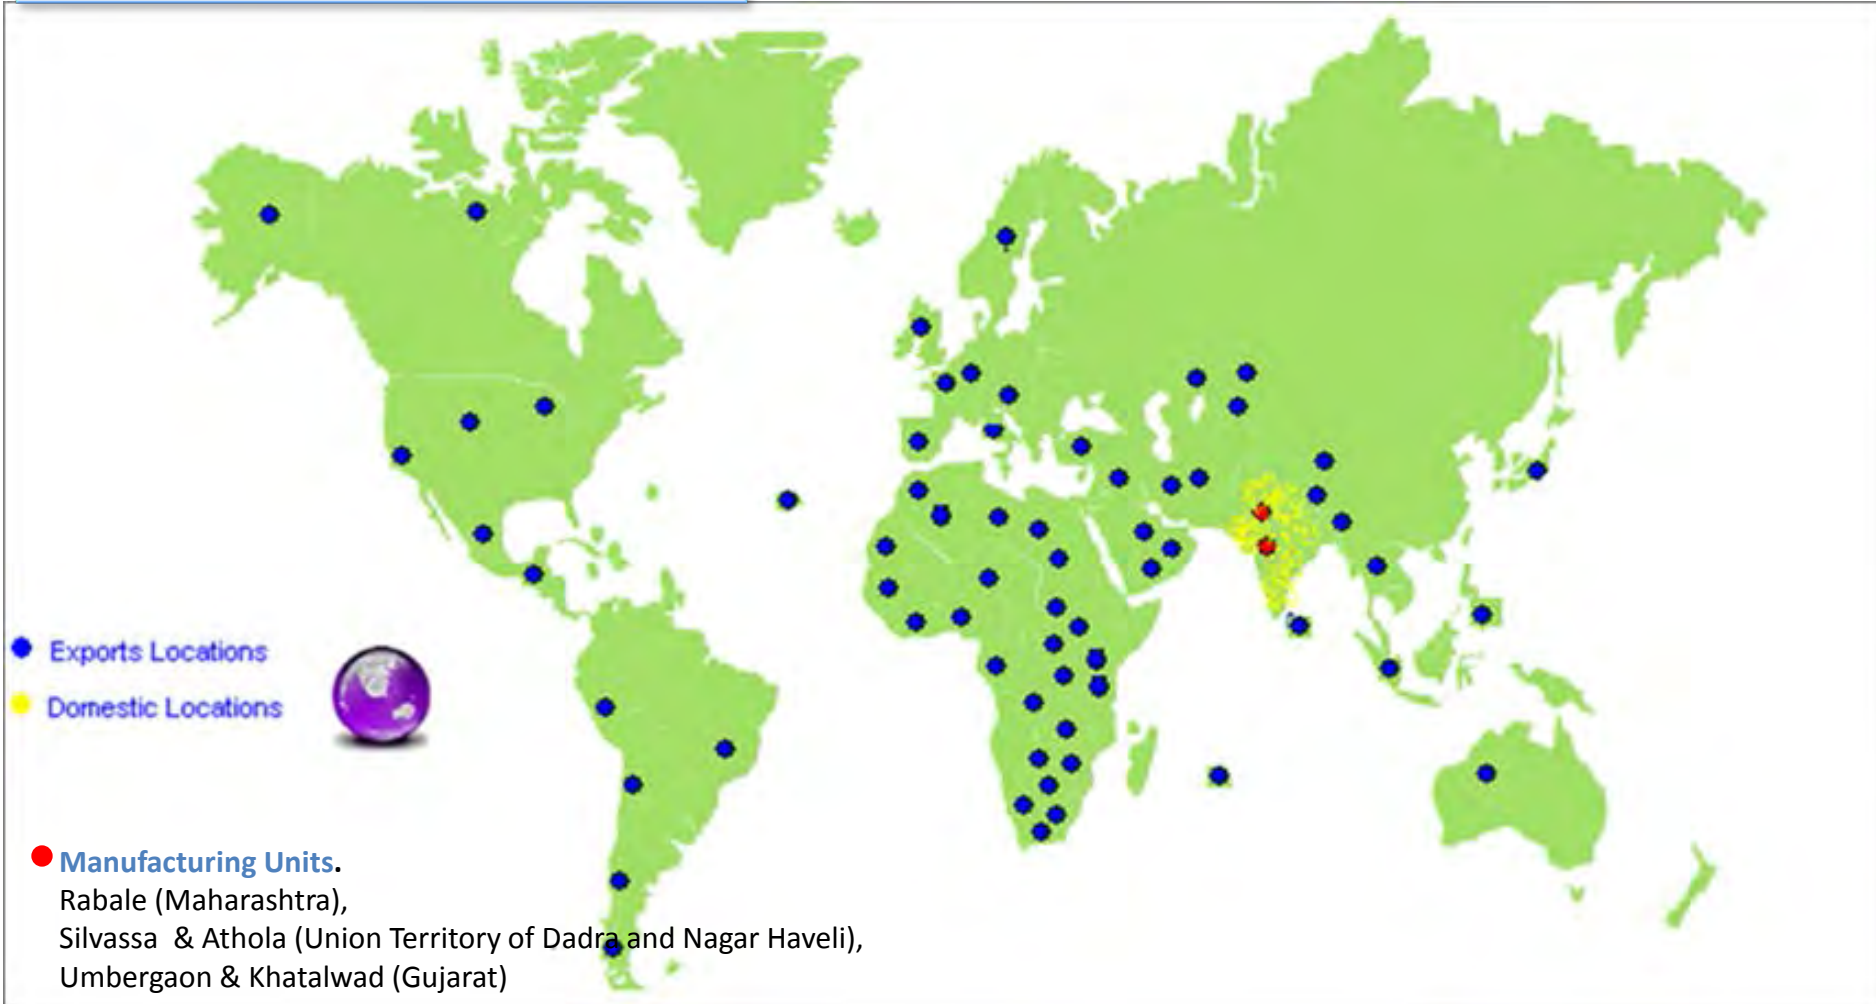 Exports Locations
Domestic Locations
Manufacturing Units.
Rabale (Maharashtra),
Silvassa & Athola (Union Territory of Dadra and Nagar Haveli),
Umbergaon & Khatalwad (Gujarat)